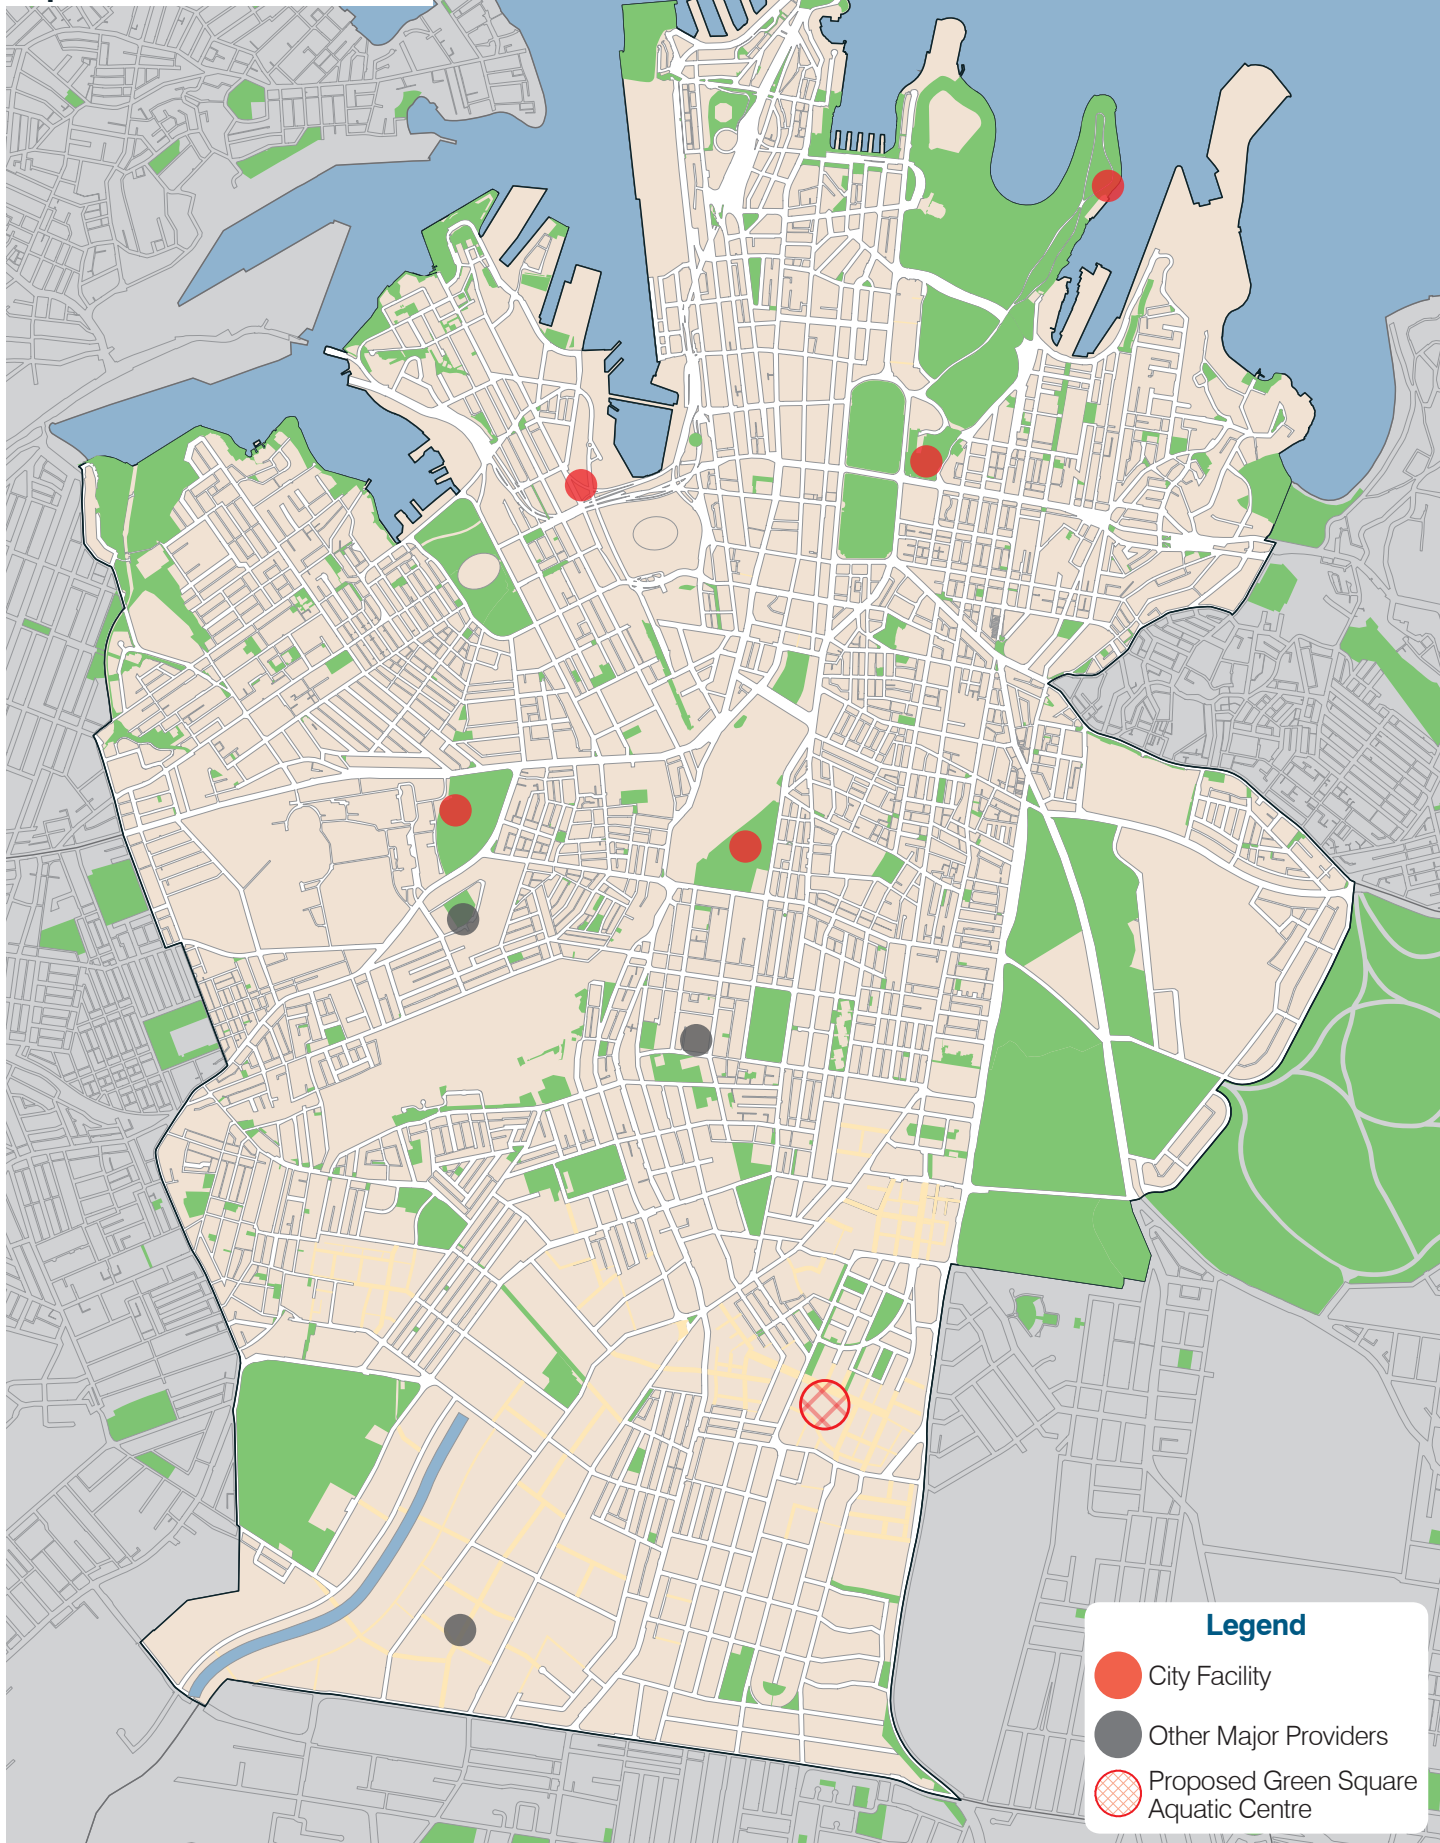 Legend
City Facility
Other Major Providers
Proposed Green Square
Aquatic Centre